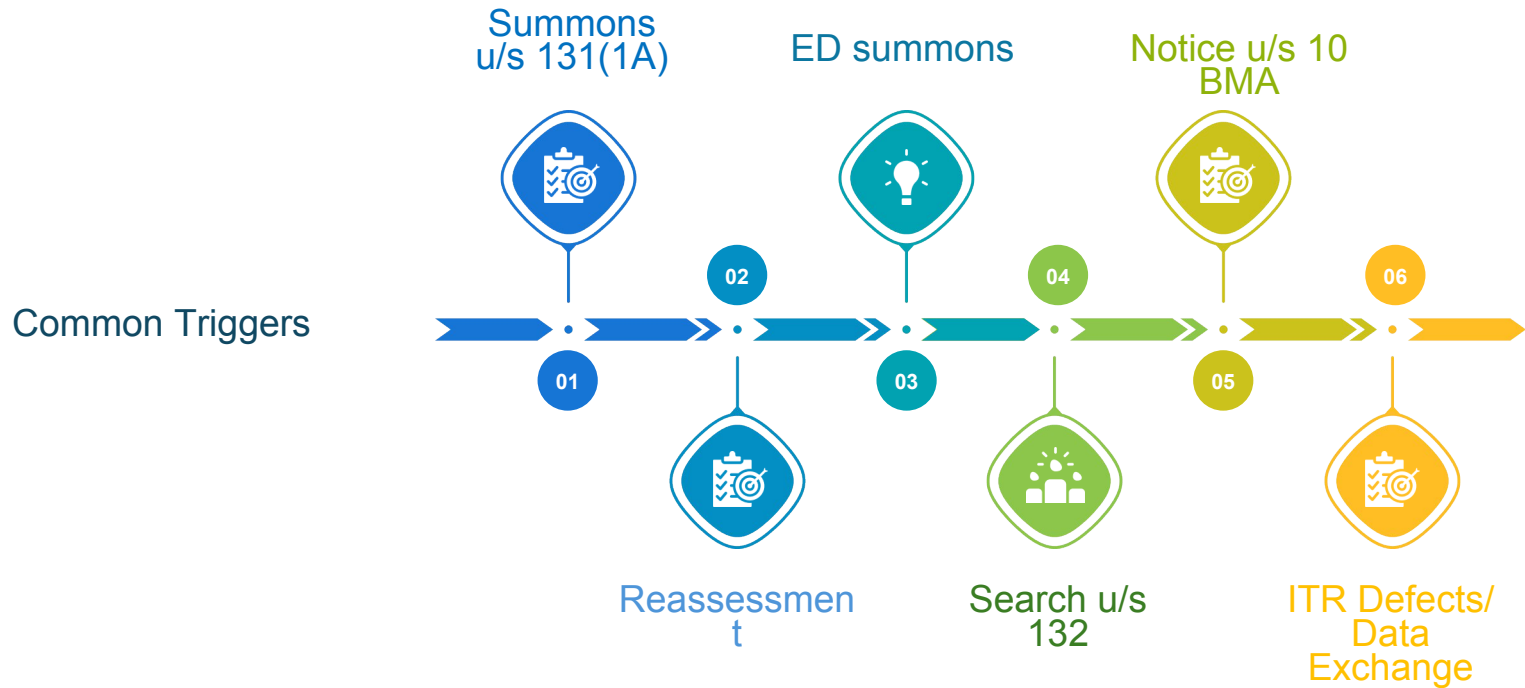 Common Triggers
Summons
u/s 131(1A)
01
02
Reassessmen
t
ED summons
03
04
Search u/s
132
Notice u/s 10
BMA
05
06
ITR Defects/
Data
Exchange